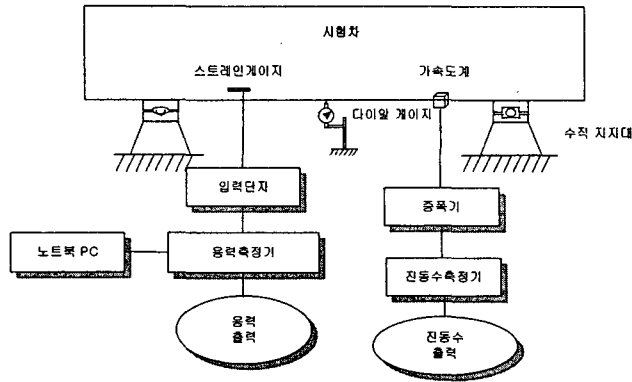 시험차
스트레인게이지
가속도계
다이알 게이지
수직 지지대
입력단자
증폭기
노트북 PC
응력측정기
진동수측정기
응력
출력
진동수
출력